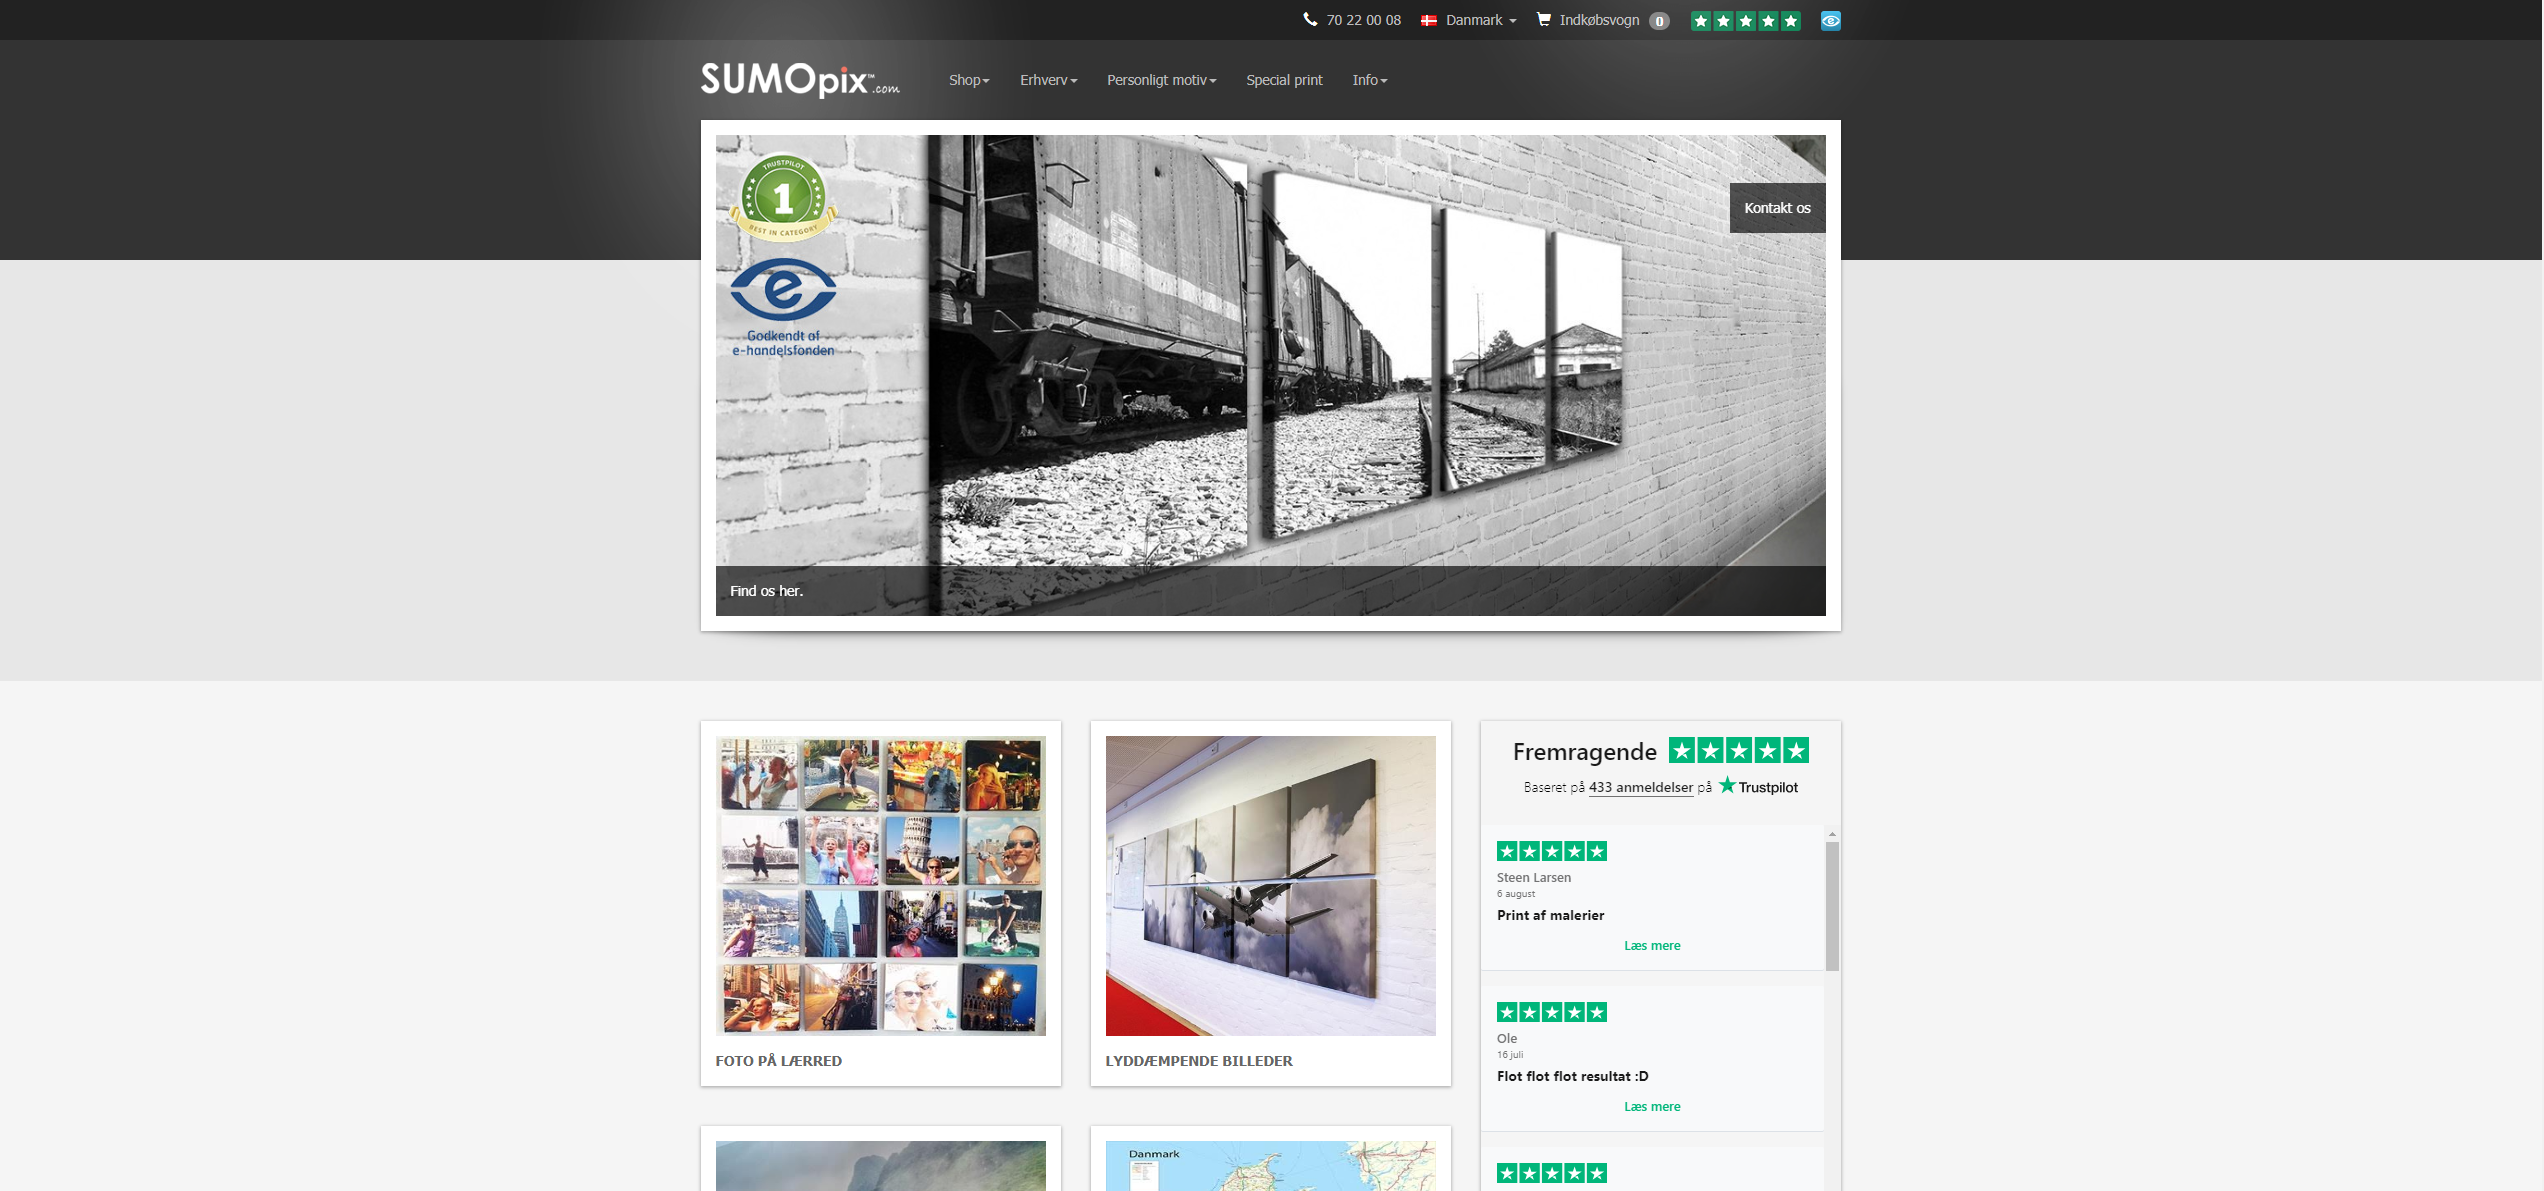 70 22 00 08 Danmark Indkøbsvogn 0
SUMOpix™.com Shop Erhverv Personligt motiv Special print Info
TRUSTPILOT
1
BEST IN CATEGORY
Kontakt os
e
Godkendt af
e-handelsfonden
Find os her.
FOTO PÅ LÆRRED
LYDDÆMPENDE BILLEDER
Fremragende
Baseret på 433 anmeldelser på Trustpilot
Steen Larsen
6 august
Print af malerier
Læs mere
Ole
16 juli
Flot flot flot resultat :D
Læs mere
Danmark